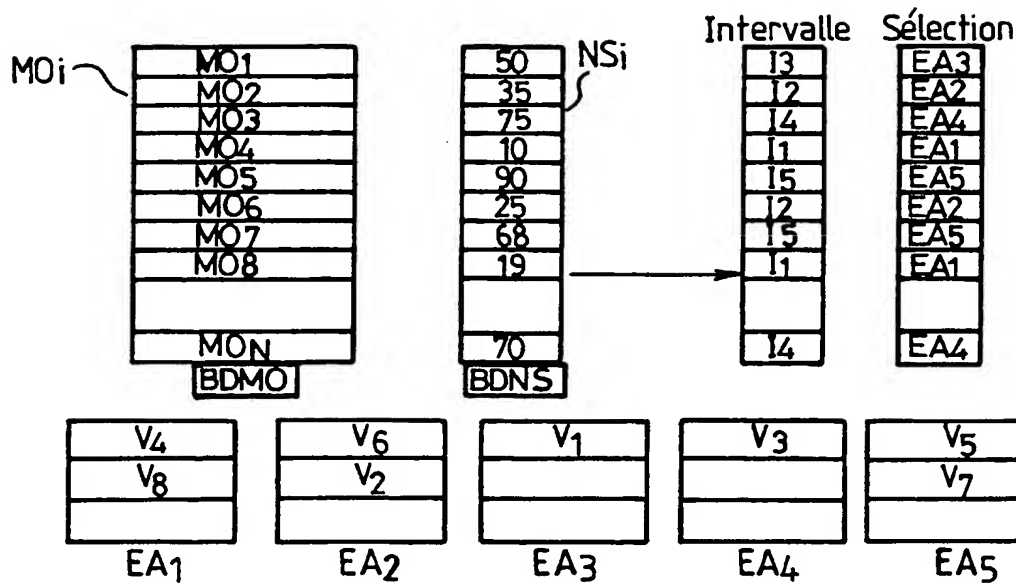 Intervalle Sélection
MOi NSi
MO1 50 I3 EA3
MO2 35 I2 EA2
MO3 75 I4 EA4
MO4 10 I1 EA1
MO5 90 I5 EA5
MO6 25 I2 EA2
MO7 68 I5 EA5
MO8 19 I1 EA1
MON 70 I4 EA4
BDMO BDNS
V4 V6 V1 V3 V5
V8 V2 V7
EA1 EA2 EA3 EA4 EA5